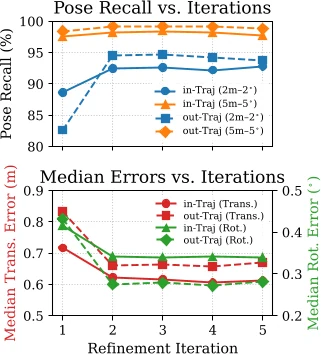 Pose Recall vs. Iterations
Pose Recall (%)
100
95
90
85
80
in-Traj (2m–2°)
in-Traj (5m–5°)
out-Traj (2m–2°)
out-Traj (5m–5°)
Median Errors vs. Iterations
Median Trans. Error (m)
0.9
0.8
0.7
0.6
0.5
in-Traj (Trans.)
out-Traj (Trans.)
in-Traj (Rot.)
out-Traj (Rot.)
0.5
0.4
0.3
0.2
Median Rot. Error (°)
1 2 3 4 5
Refinement Iteration